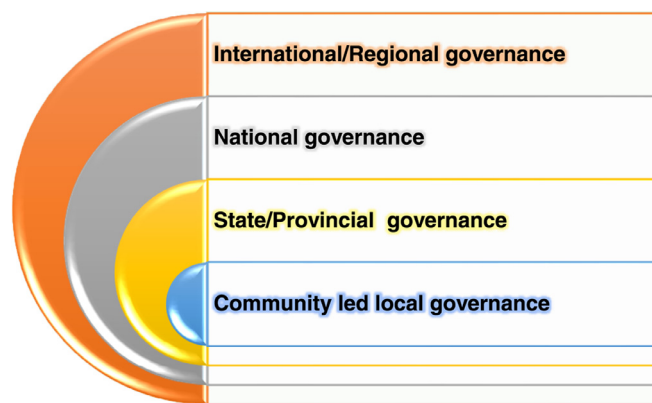 International/Regional governance
National governance
State/Provincial governance
Community led local governance